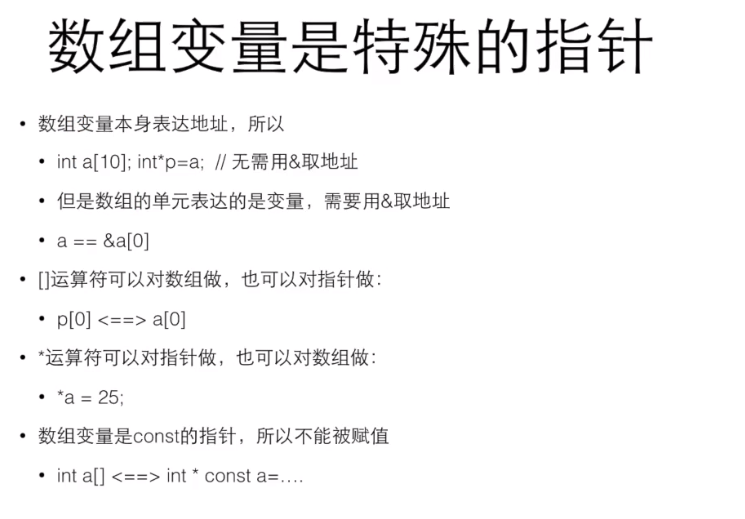 数组变量是特殊的指针
• 数组变量本身表达地址，所以
• int a[10]; int*p=a; // 无需用&取地址
• 但是数组的单元表达的是变量，需要用&取地址
• a == &a[0]
• []运算符可以对数组做，也可以对指针做：
• p[0] <==> a[0]
• *运算符可以对指针做，也可以对数组做：
• *a = 25;
• 数组变量是const的指针，所以不能被赋值
• int a[] <==> int * const a=….